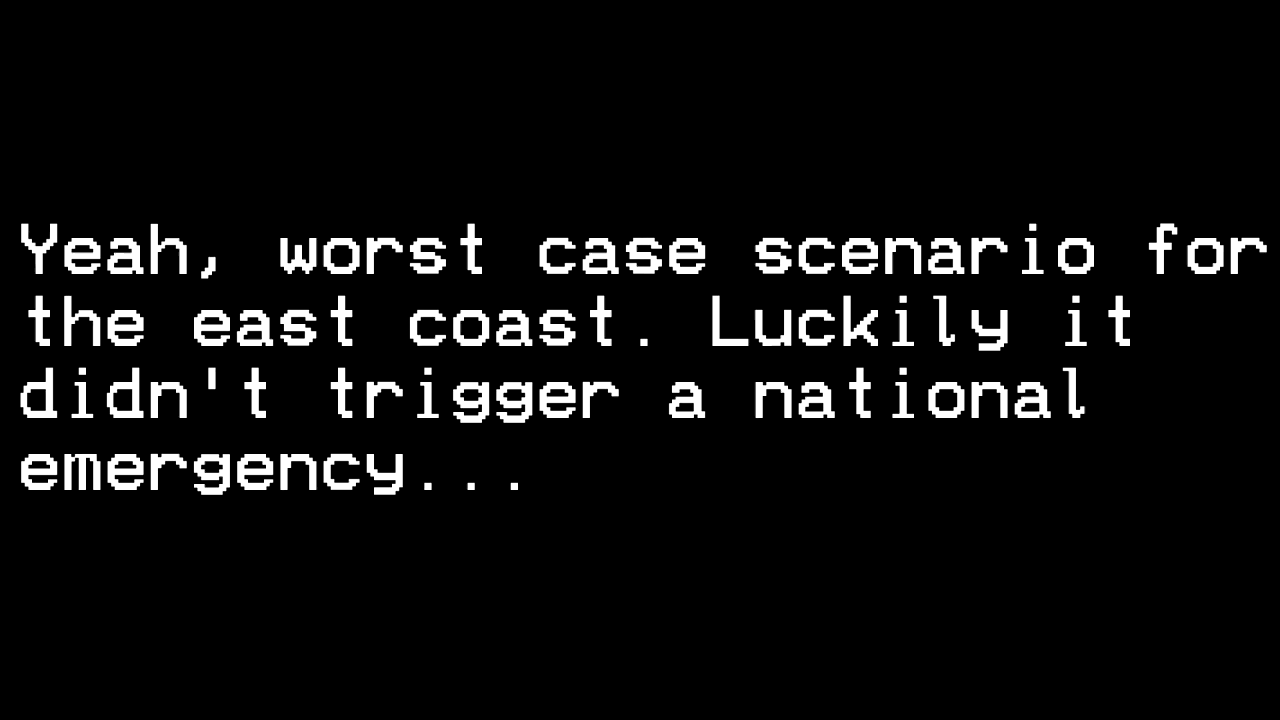 Yeah, worst case scenario for
the east coast. Luckily it
didn't trigger a national
emergency...